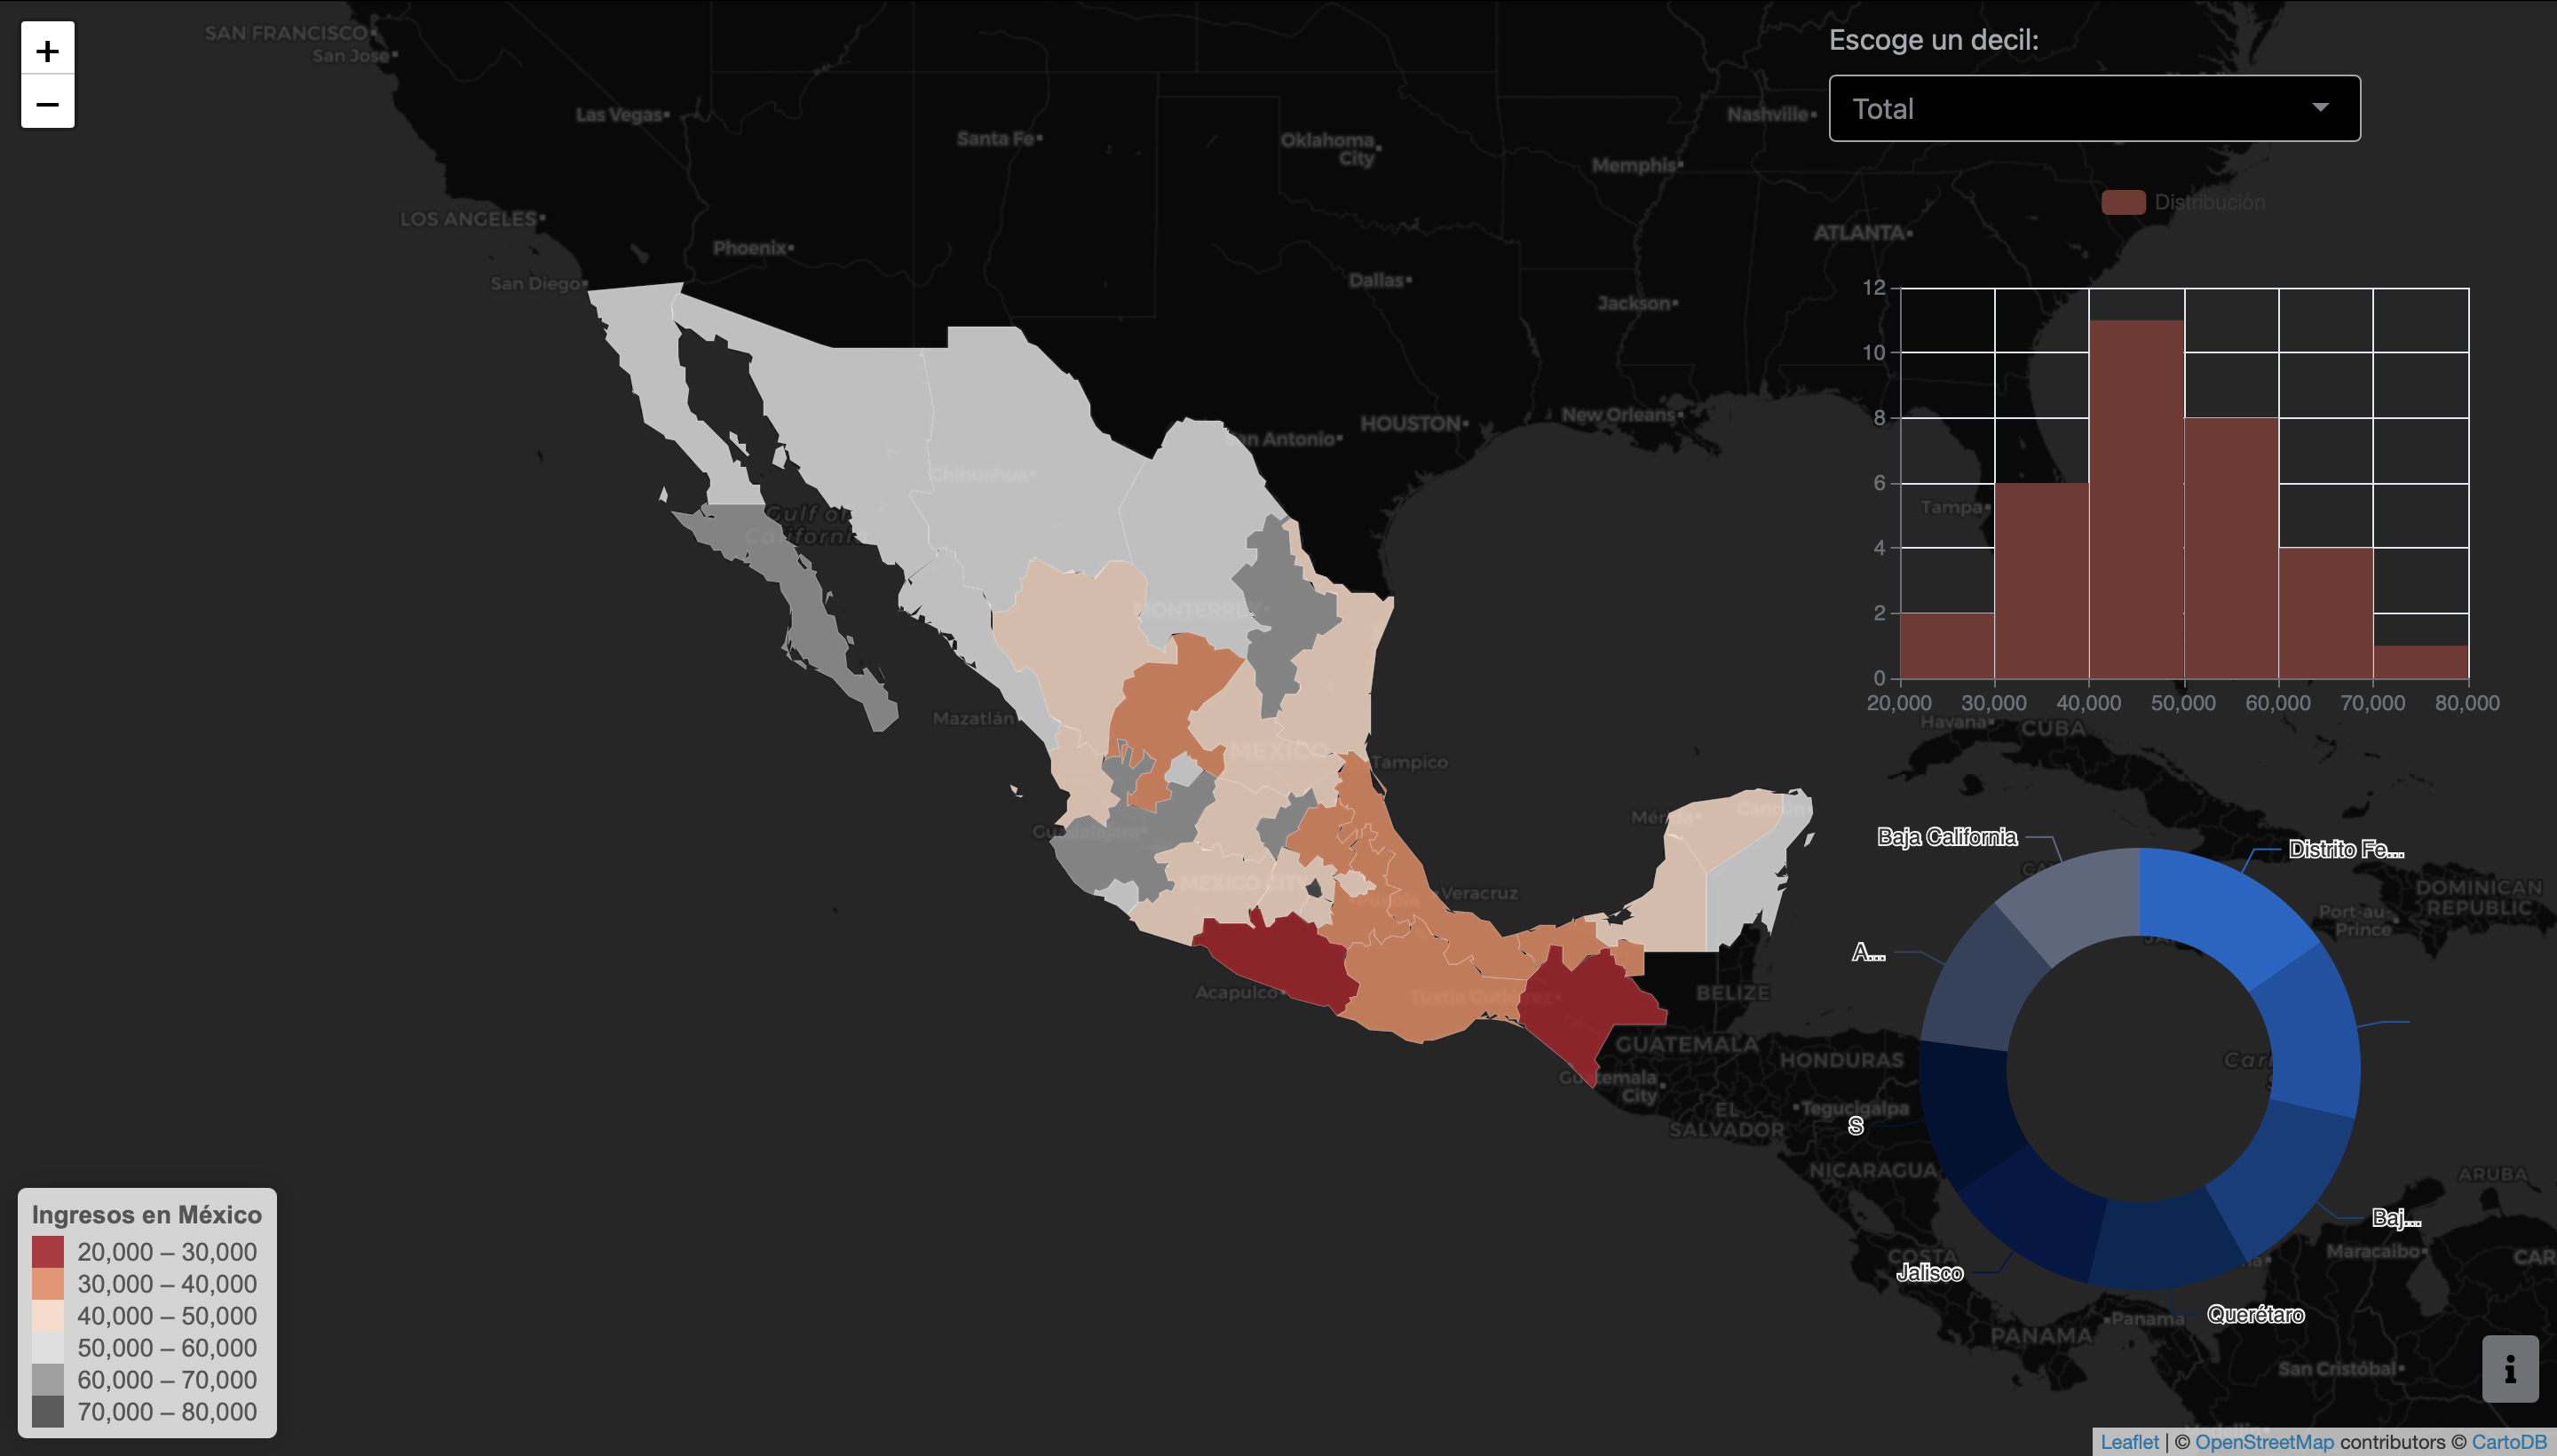 +
−
SAN FRANCISCO
San Jose
Las Vegas
Santa Fe
Oklahoma
City
Nashville
Memphis
LOS ANGELES
Phoenix
San Diego
Dallas
Jackson
ATLANTA
HOUSTON
New Orleans
San Antonio
Tampa
Chihuahua
Gulf of
MONTERREY
Mazatlán
MEXICO
Tampico
Guadalajara
MEXICO CITY
Puebla
Veracruz
Acapulco
Tuxtla Gutiérrez
Cancún
Havana
CUBA
DOMINICAN
REPUBLIC
Port-au-
Prince
BELIZE
GUATEMALA
Guatemala
City
HONDURAS
EL
SALVADOR
Tegucigalpa
NICARAGUA
COSTA
PANAMA
Panama
ARUBA
Maracaibo
San Cristóbal
Escoge un decil:
Total
Distribución
12
10
8
6
4
2
0
20,000 30,000 40,000 50,000 60,000 70,000 80,000
Baja California
Distrito Fe...
A...
S
Baj...
Jalisco
Querétaro
Ingresos en México
20,000 – 30,000
30,000 – 40,000
40,000 – 50,000
50,000 – 60,000
60,000 – 70,000
70,000 – 80,000
i
Leaflet | © OpenStreetMap contributors © CartoDB